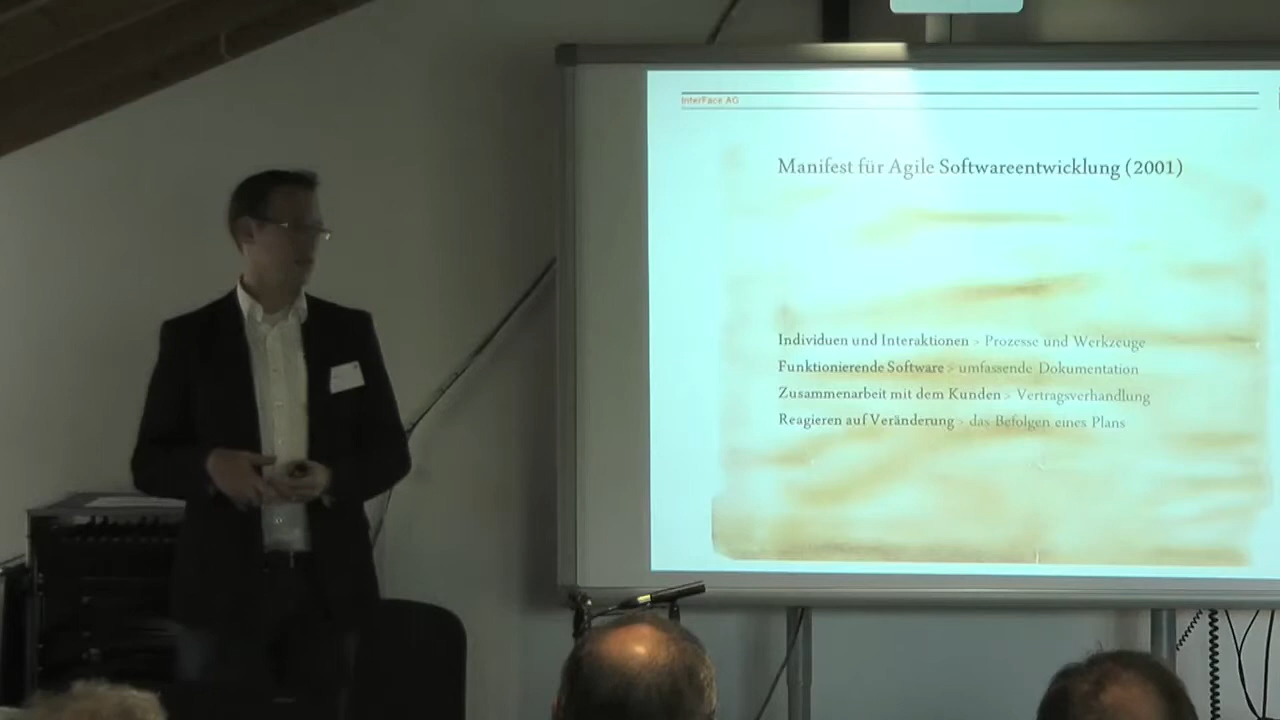 InterFace AG
Manifest für Agile Softwareentwicklung (2001)
Individuen und Interaktionen > Prozesse und Werkzeuge
Funktionierende Software > umfassende Dokumentation
Zusammenarbeit mit dem Kunden > Vertragsverhandlung
Reagieren auf Veränderung > das Befolgen eines Plans